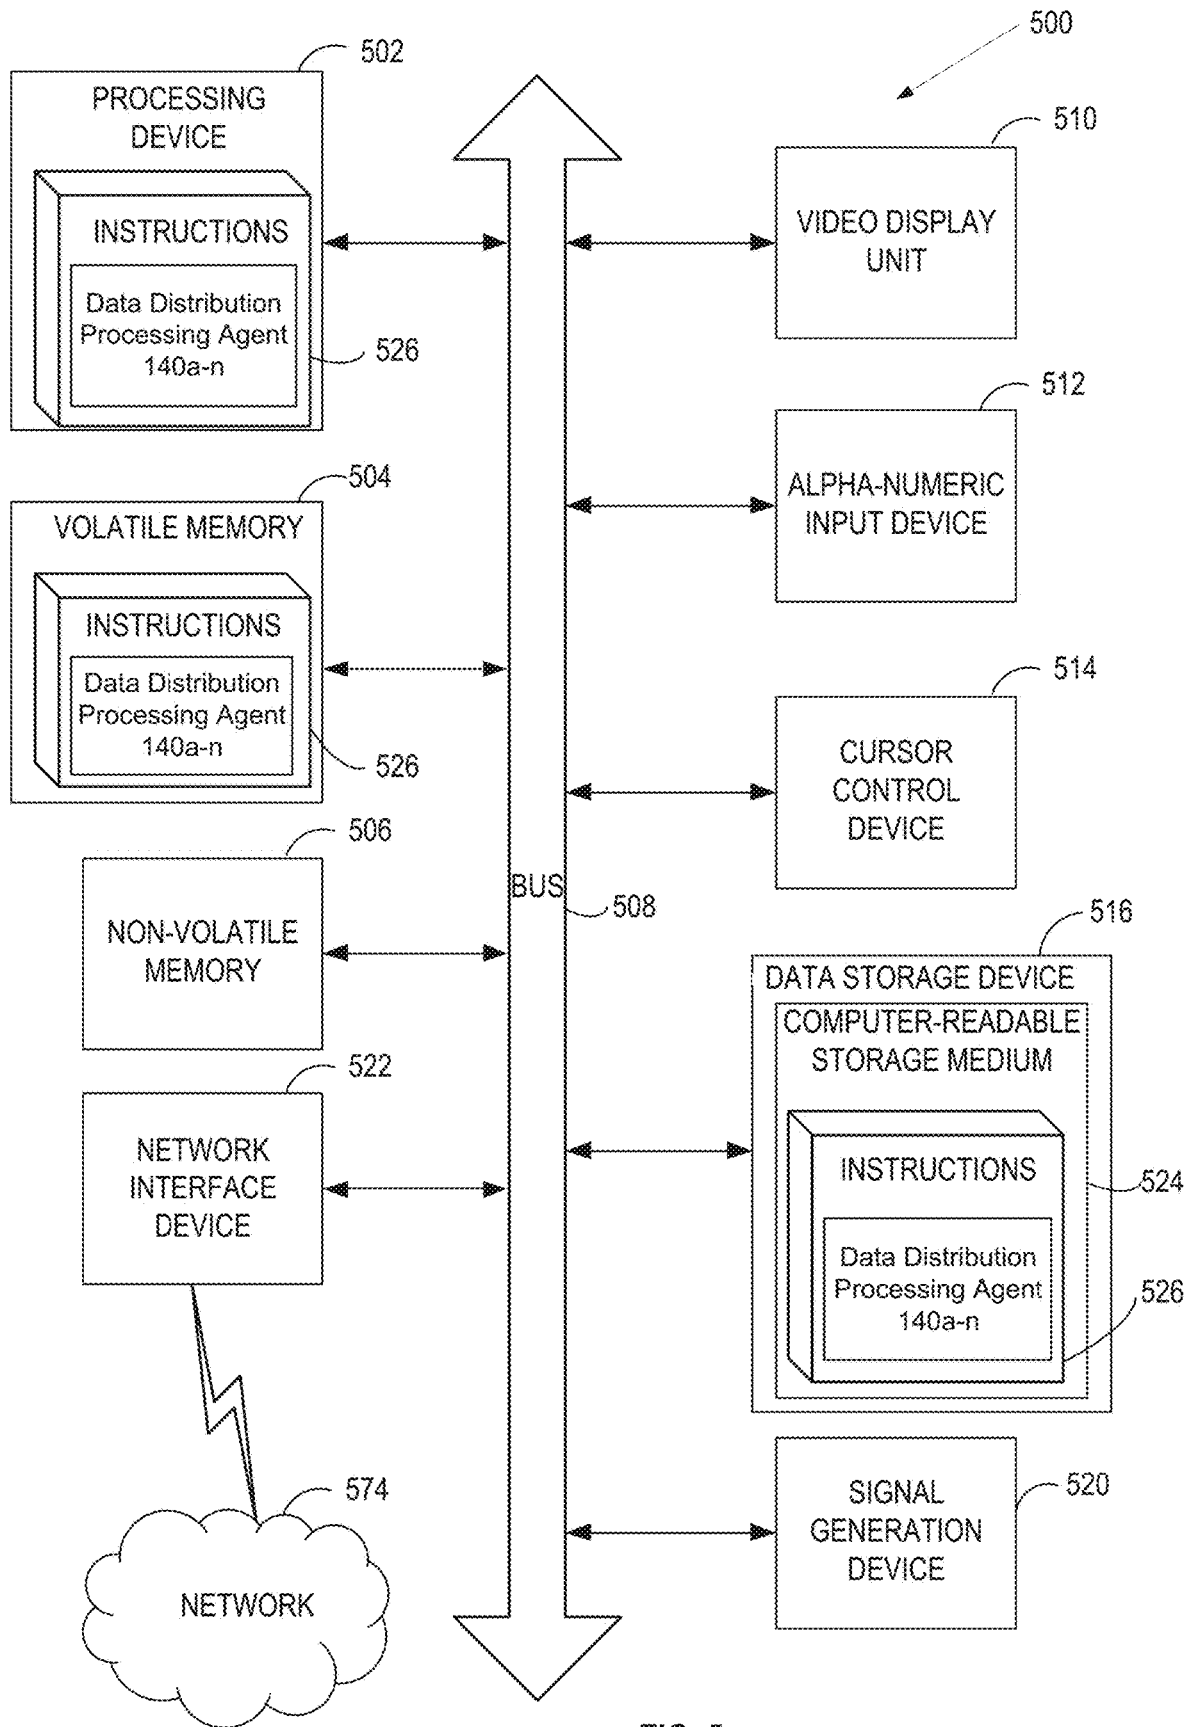 500
502
PROCESSING
DEVICE
INSTRUCTIONS
Data Distribution
Processing Agent
140a-n
526
510
VIDEO DISPLAY
UNIT
512
ALPHA-NUMERIC
INPUT DEVICE
504
VOLATILE MEMORY
INSTRUCTIONS
Data Distribution
Processing Agent
140a-n
526
514
CURSOR
CONTROL
DEVICE
506
NON-VOLATILE
MEMORY
BUS
508
516
DATA STORAGE DEVICE
COMPUTER-READABLE
STORAGE MEDIUM
INSTRUCTIONS
Data Distribution
Processing Agent
140a-n
524
526
522
NETWORK
INTERFACE
DEVICE
574
NETWORK
520
SIGNAL
GENERATION
DEVICE